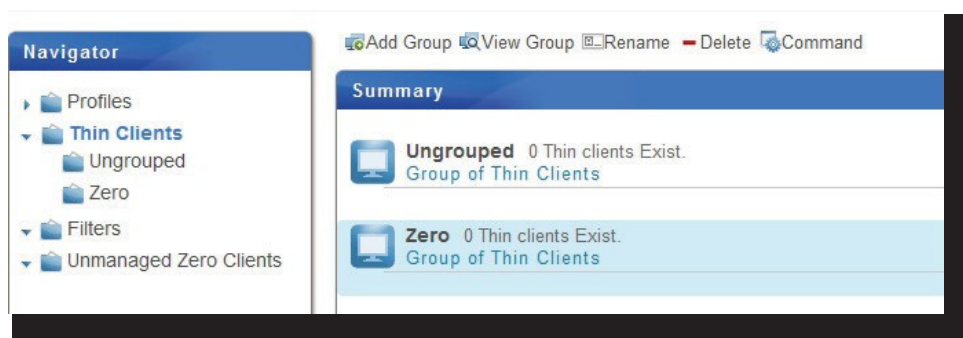 Navigator
Profiles
Thin Clients
Ungrouped
Zero
Filters
Unmanaged Zero Clients
Add Group View Group Rename Delete Command
Summary
Ungrouped 0 Thin clients Exist.
Group of Thin Clients
Zero 0 Thin clients Exist.
Group of Thin Clients